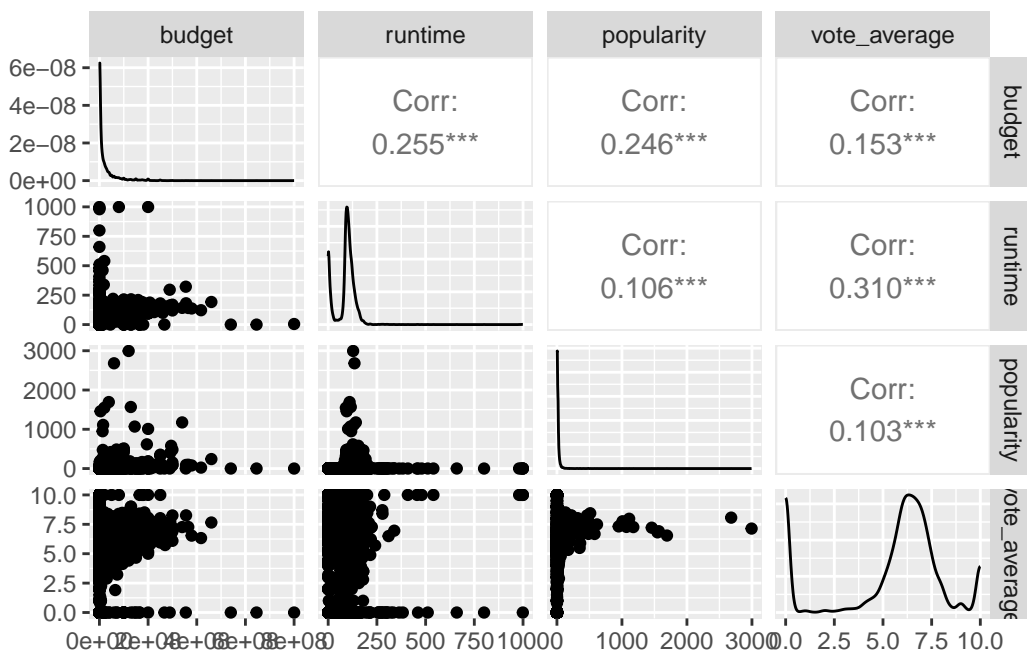 budget runtime popularity vote_average
6e−08
4e−08
2e−08
0e+00
Corr:
0.255***
Corr:
0.246***
Corr:
0.153***
budget
1000
750
500
250
0
Corr:
0.106***
Corr:
0.310***
runtime
3000
2000
1000
0
Corr:
0.103***
popularity
10.0
7.5
5.0
2.5
0.0
vote_average
0 250 500 750 1000
0 1000 2000 3000
0.0 2.5 5.0 7.5 10.0